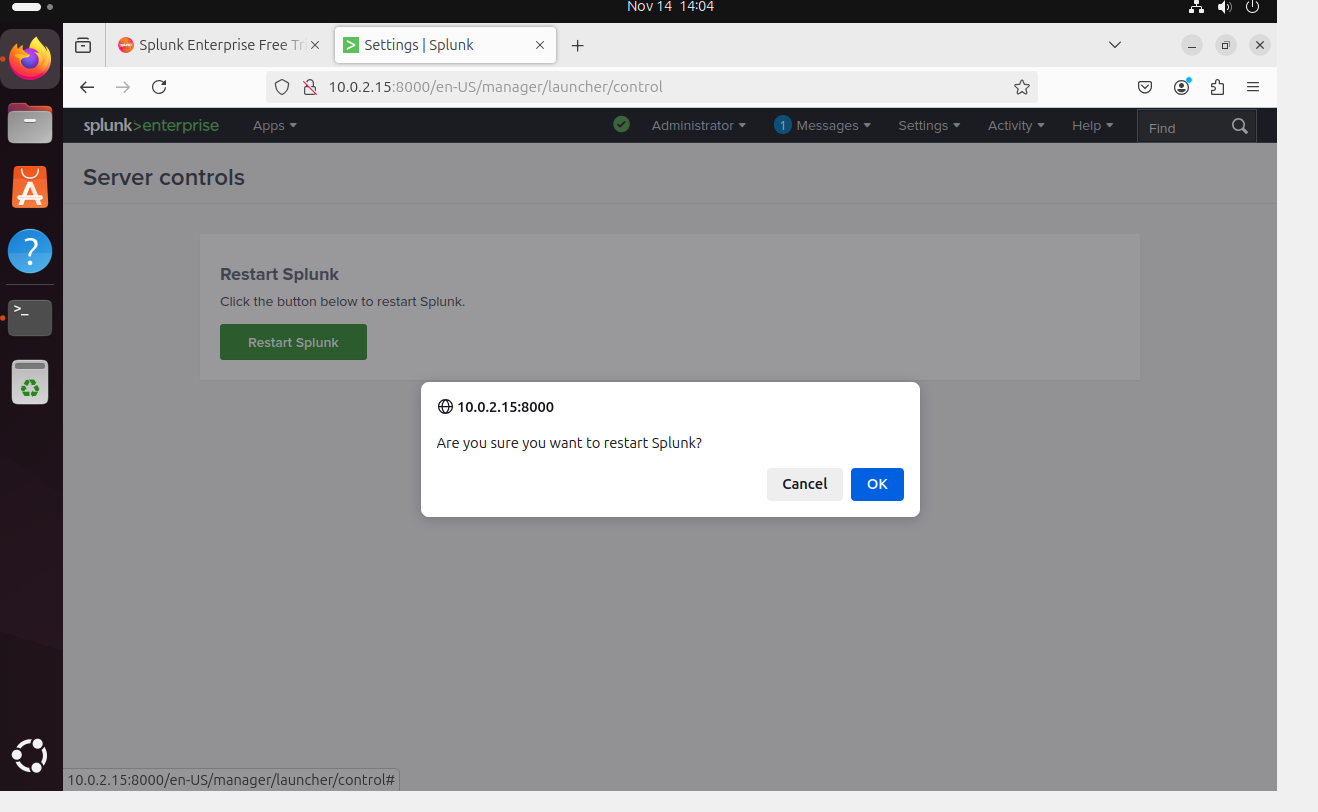 Nov 14 14:04
Splunk Enterprise Free Tr
Settings | Splunk
10.0.2.15:8000/en-US/manager/launcher/control
splunk>enterprise Apps Administrator 1 Messages Settings Activity Help Find
Server controls
Restart Splunk
Click the button below to restart Splunk.
Restart Splunk
10.0.2.15:8000
Are you sure you want to restart Splunk?
Cancel OK
10.0.2.15:8000/en-US/manager/launcher/control#